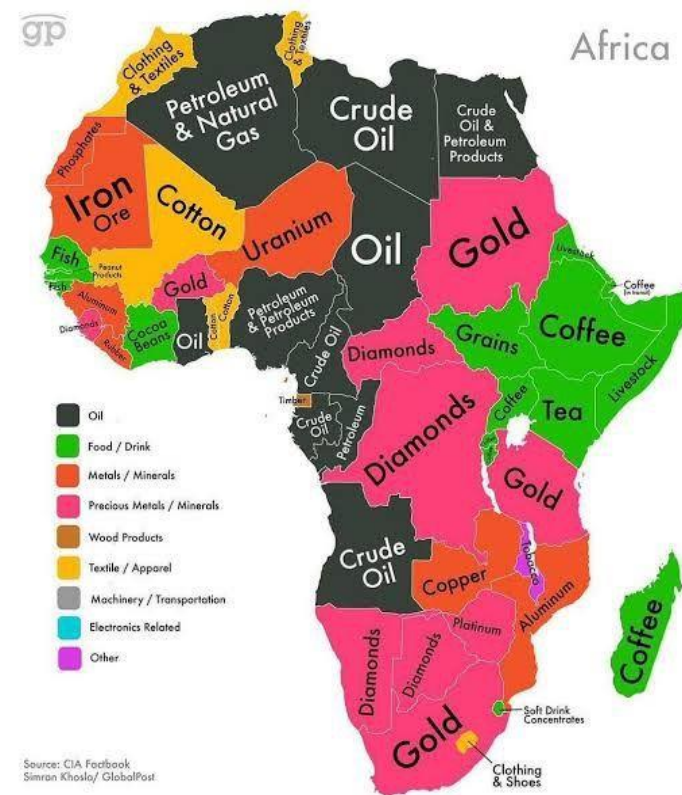 gp
Africa
Clothing
& Textiles
Clothing
& Textiles
Petroleum
& Natural
Gas
Crude
Oil
Crude
Oil &
Petroleum
Products
Phosphates
Iron
Ore
Cotton
Uranium
Oil
Gold
Fish
Peanut
Products
Fish
Aluminum
Diamonds
Rubber
Cocoa
Beans
Gold
Oil
Cotton
Cotton
Petroleum
& Petroleum
Products
Crude Oil
Diamonds
Grains
Livestock
Coffee
(in transit)
Coffee
Livestock
Timber
Crude
Oil
Petroleum
Diamonds
Coffee
Tea
Gold
Crude
Oil
Copper
Tobacco
Aluminum
Diamonds
Diamonds
Platinum
Coffee
Gold
Soft Drink
Concentrates
Clothing
& Shoes
Oil
Food / Drink
Metals / Minerals
Precious Metals / Minerals
Wood Products
Textile / Apparel
Machinery / Transportation
Electronics Related
Other
Source: CIA Factbook
Simran Khosla/ GlobalPost